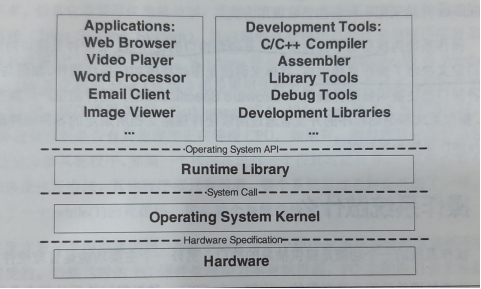 Applications:
Web Browser
Video Player
Word Processor
Email Client
Image Viewer
...
Development Tools:
C/C++ Compiler
Assembler
Library Tools
Debug Tools
Development Libraries
...
Operating System API
Runtime Library
System Call
Operating System Kernel
Hardware Specification
Hardware